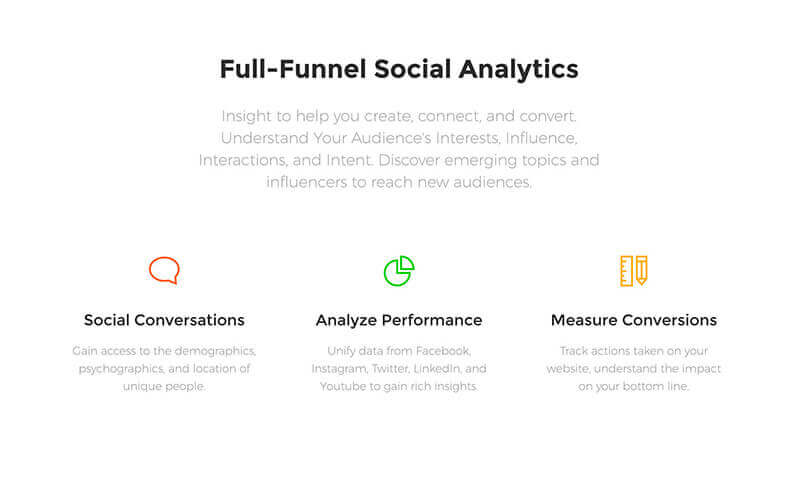 Full-Funnel Social Analytics
Insight to help you create, connect, and convert.
Understand Your Audience's Interests, Influence,
Interactions, and Intent. Discover emerging topics and
influencers to reach new audiences.
Social Conversations
Gain access to the demographics,
psychographics, and location of
unique people.
Analyze Performance
Unify data from Facebook,
Instagram, Twitter, LinkedIn, and
Youtube to gain rich insights.
Measure Conversions
Track actions taken on your
website, understand the impact
on your bottom line.